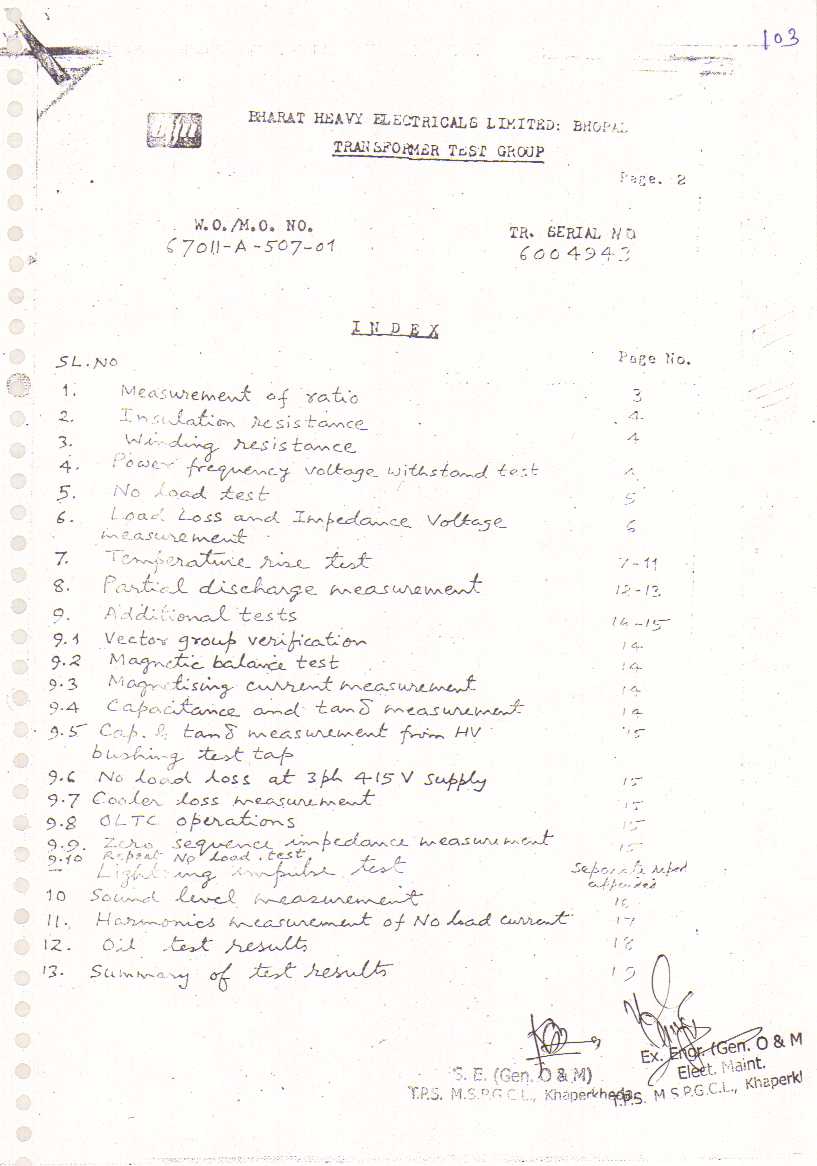 103
BHARAT HEAVY ELECTRICALS LIMITED: BHOPAL
TRANSFORMER TEST GROUP
Page. 2
W.O./M.O. NO.
67011-A-507-01
TR. SERIAL NO
6004943
INDEX
SL.NO Page No.
1. Measurement of ratio 3
2. Insulation resistance 4
3. Winding resistance 4
4. Power frequency voltage withstand test 4
5. No load test 5
6. Load Loss and Impedance Voltage 6
measurement
7. Temperature rise test 7-11
8. Partial discharge measurement 12-13
9. Additional tests 14-15
9.1 Vector group verification 14
9.2 Magnetic balance test 14
9.3 Magnetising current measurement 14
9.4 Capacitance and tanδ measurement 14
9.5 Cap. & tanδ measurement from HV 15
bushing test tap
9.6 No load loss at 3ph 415V supply 15
9.7 Cooler loss measurement 15
9.8 OLTC operations 15
9.9. Zero sequence impedance measurement 15
9.10 Repeat No load test
– Lightning impulse test Separate report
appended
10 Sound level measurement 16
11. Harmonics measurement of No load current 17
12. Oil test results 18
13. Summary of test results 19
S. E. (Gen. O & M)
T.P.S. M.S.P.G.C.L., Khaperkheda
Ex. Engr. (Gen. O & M
Elect. Maint.
T.P.S. M.S.P.G.C.L., Khaperkh